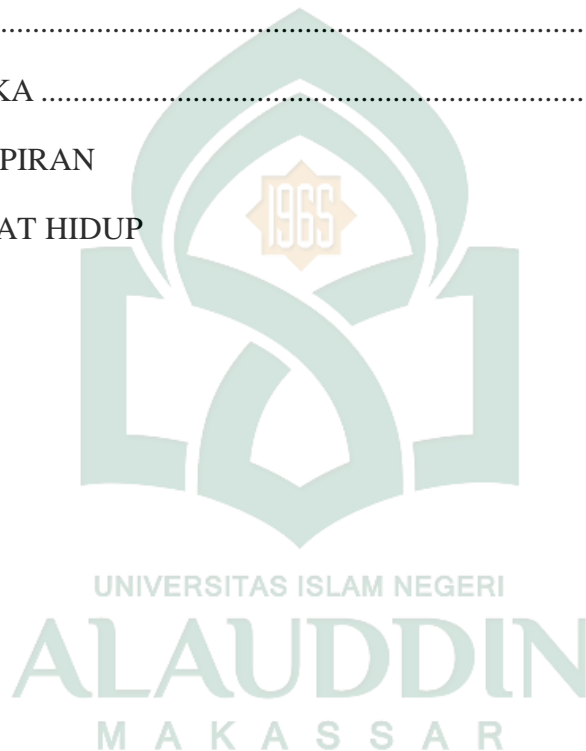 ................................................................................
KA ....................................................................
PIRAN
AT HIDUP
1965
UNIVERSITAS ISLAM NEGERI
ALAUDDIN
MAKASSAR